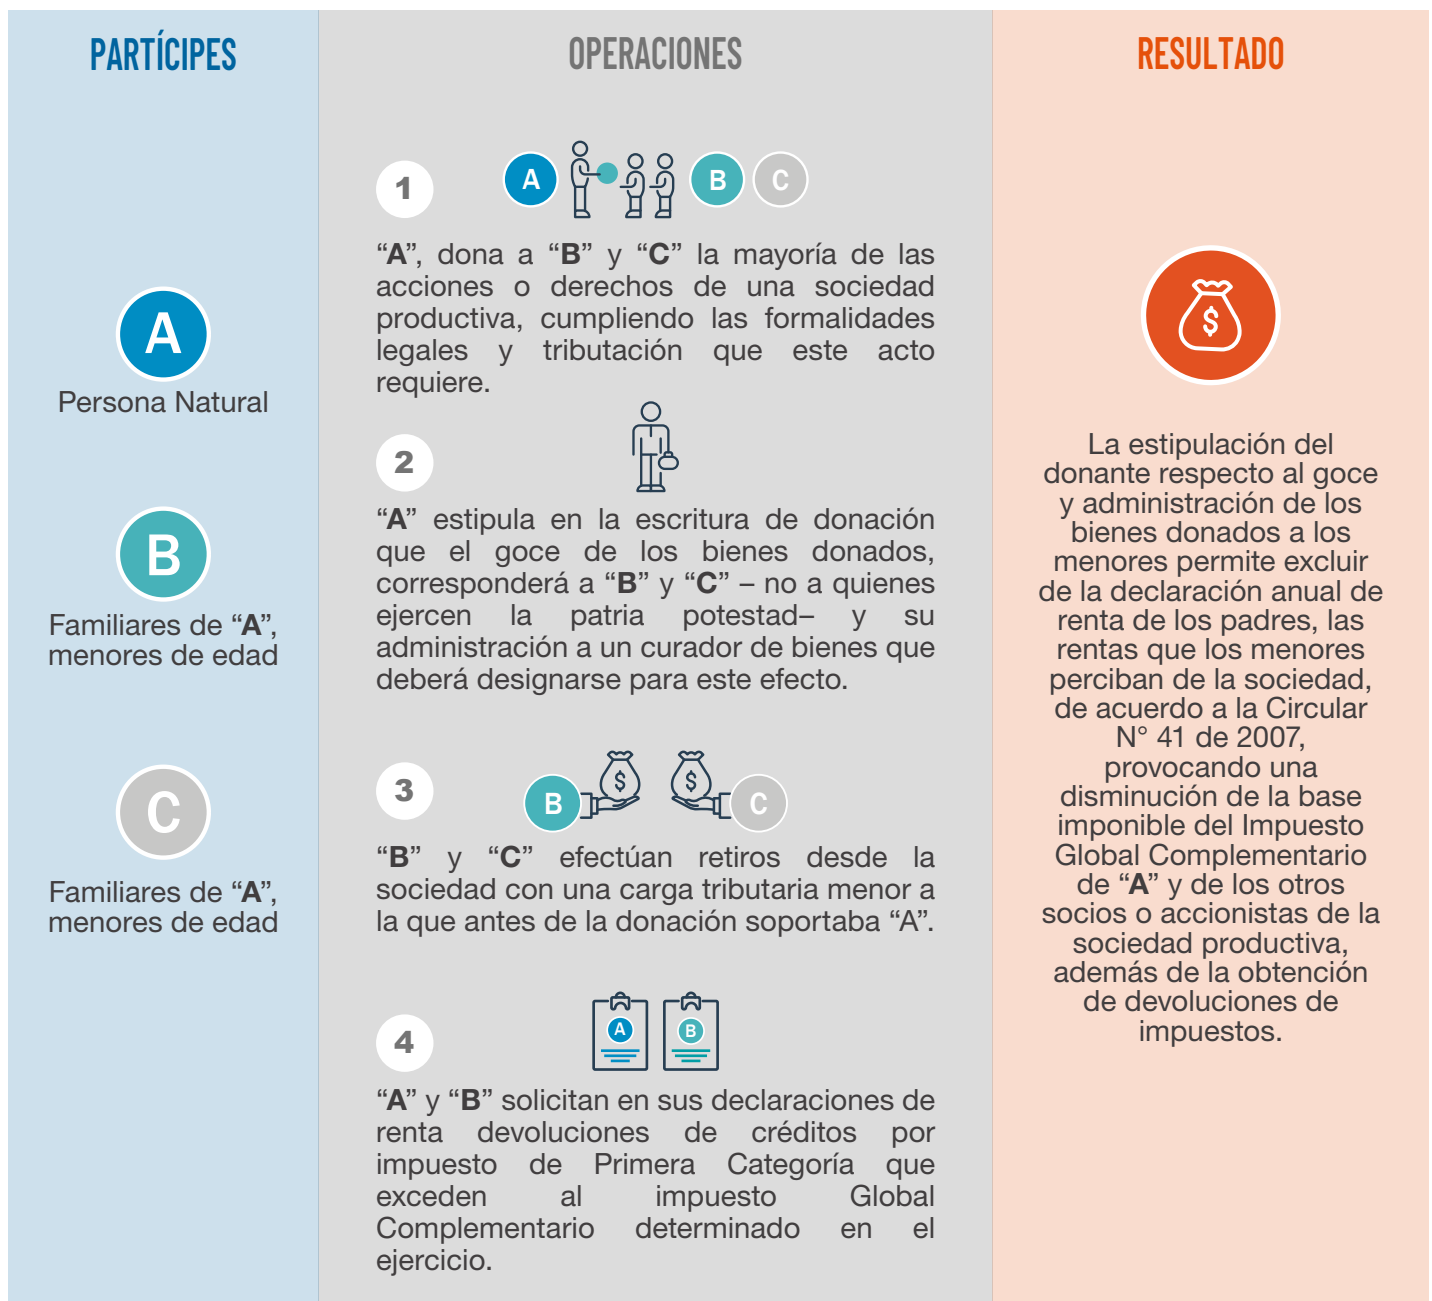 PARTÍCIPES
A
Persona Natural
B
Familiares de “A”,
menores de edad
C
Familiares de “A”,
menores de edad
OPERACIONES
1
A
B
C
“A”, dona a “B” y “C” la mayoría de las
acciones o derechos de una sociedad
productiva, cumpliendo las formalidades
legales y tributación que este acto
requiere.
2
“A” estipula en la escritura de donación
que el goce de los bienes donados,
corresponderá a “B” y “C” – no a quienes
ejercen la patria potestad– y su
administración a un curador de bienes que
deberá designarse para este efecto.
3
B
$
$
C
“B” y “C” efectúan retiros desde la
sociedad con una carga tributaria menor a
la que antes de la donación soportaba “A”.
4
A
B
“A” y “B” solicitan en sus declaraciones de
renta devoluciones de créditos por
impuesto de Primera Categoría que
exceden al impuesto Global
Complementario determinado en el
ejercicio.
RESULTADO
$
La estipulación del
donante respecto al goce
y administración de los
bienes donados a los
menores permite excluir
de la declaración anual de
renta de los padres, las
rentas que los menores
perciban de la sociedad,
de acuerdo a la Circular
N° 41 de 2007,
provocando una
disminución de la base
imponible del Impuesto
Global Complementario
de “A” y de los otros
socios o accionistas de la
sociedad productiva,
además de la obtención
de devoluciones de
impuestos.